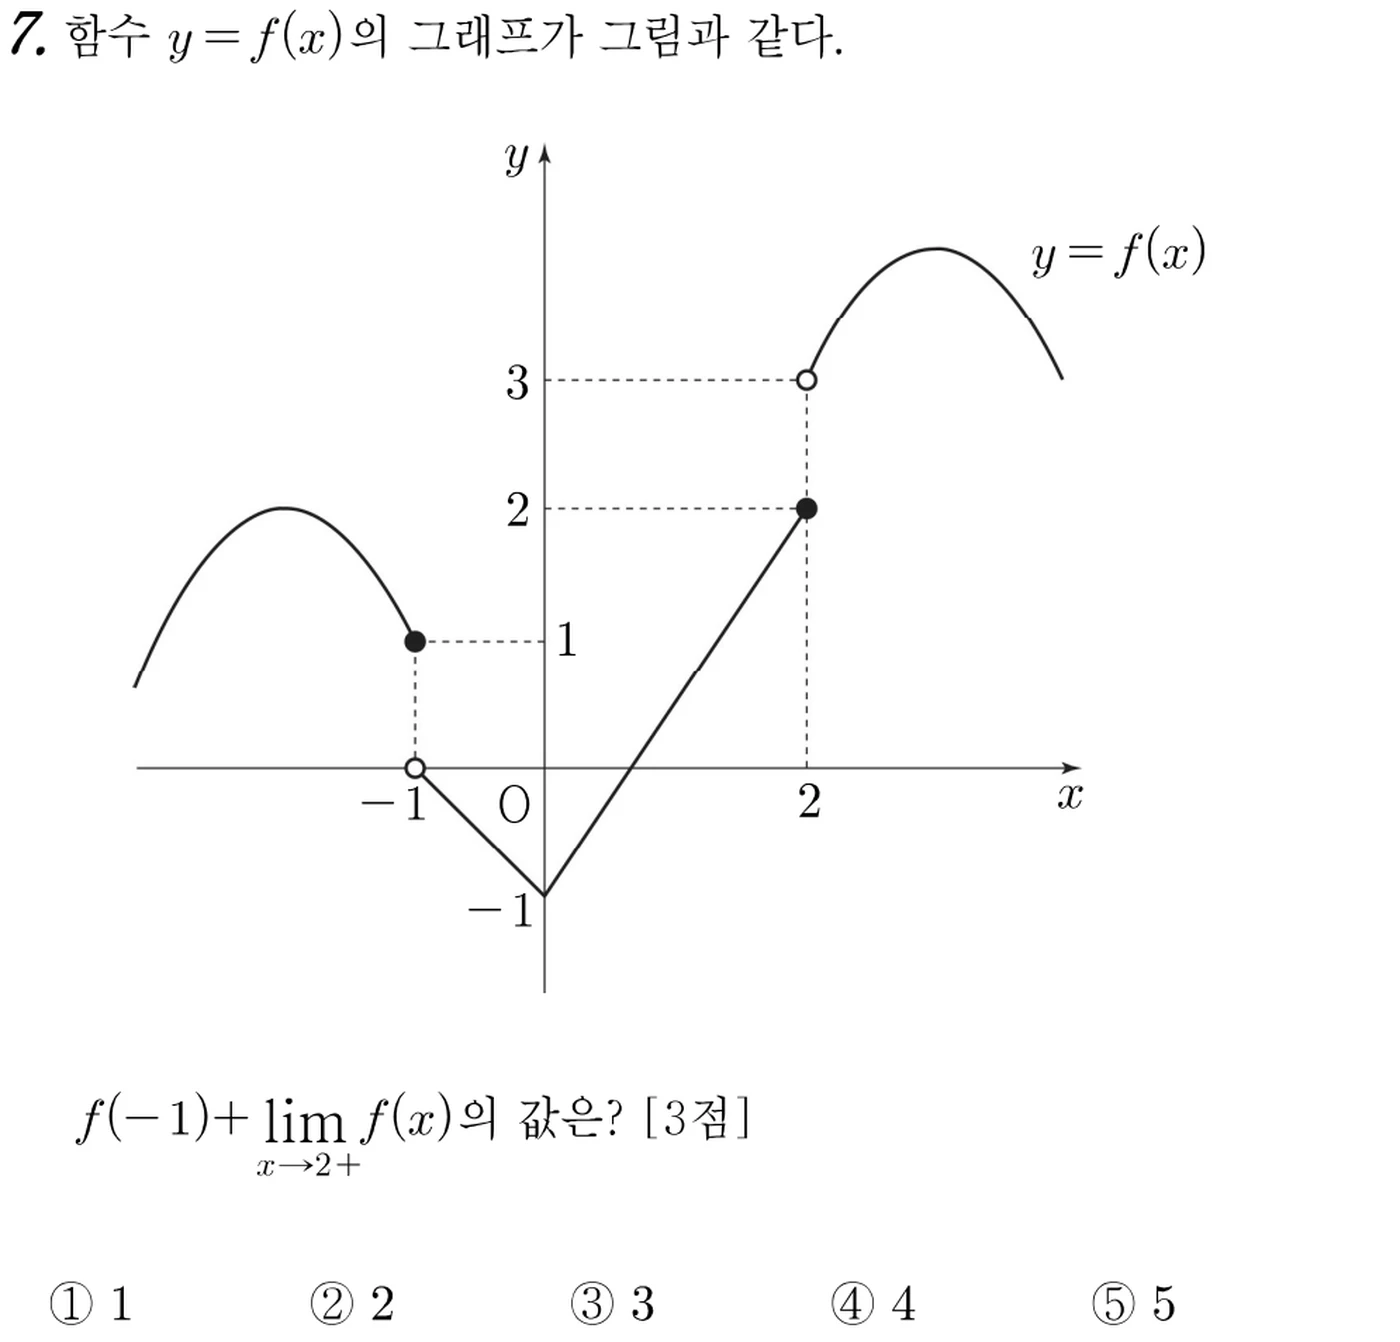 7. 함수 y=f(x)의 그래프가 그림과 같다.
y
y=f(x)
3
2
1
-1 O 2 x
-1
f(-1)+ lim f(x)의 값은? [3점]
x→2+
① 1 ② 2 ③ 3 ④ 4 ⑤ 5